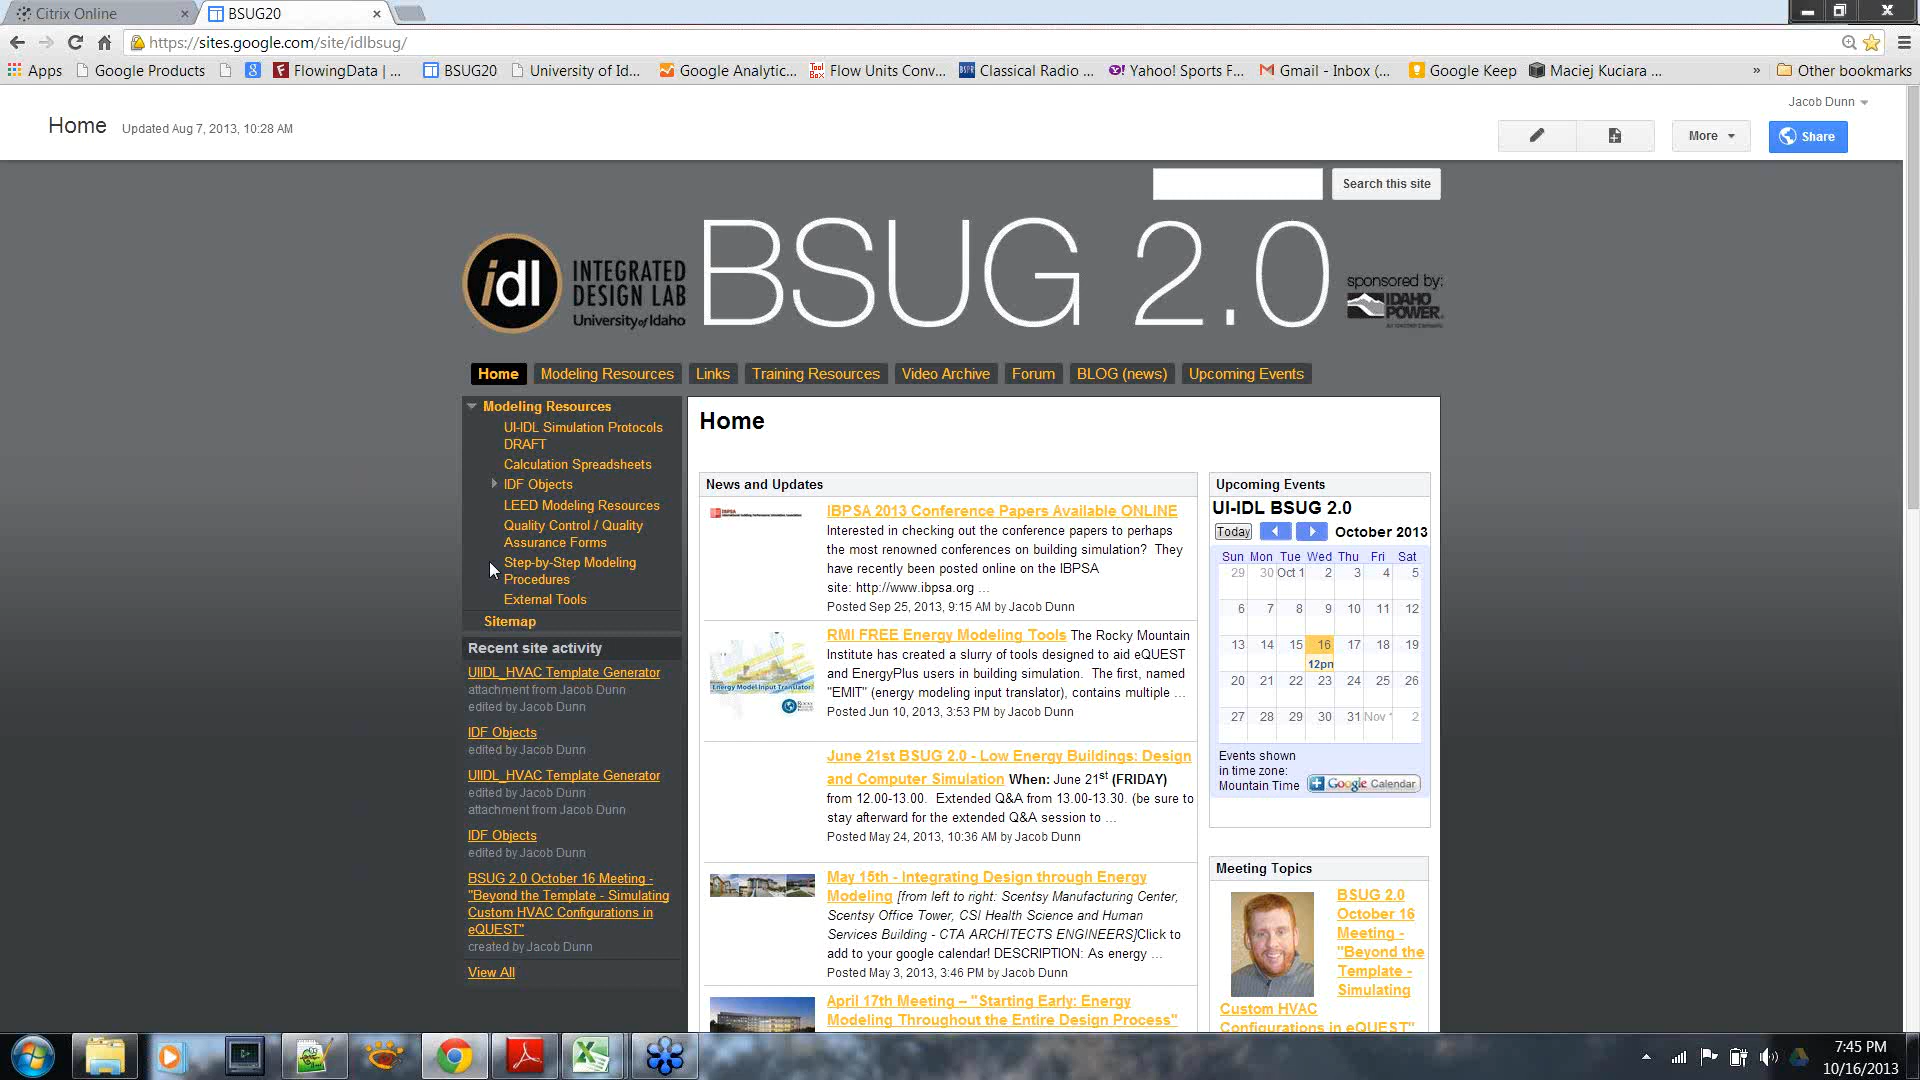 Citrix Online
BSUG20
https://sites.google.com/site/idlbsug/
Apps
Google Products
FlowingData | ...
BSUG20
University of Id...
Google Analytic...
Flow Units Conv...
Classical Radio ...
Yahoo! Sports F...
Gmail - Inbox (...
Google Keep
Maciej Kuciara ...
»
Other bookmarks
Jacob Dunn
Home
Updated Aug 7, 2013, 10:28 AM
More
Share
Search this site
idl
INTEGRATED
DESIGN LAB
University of Idaho
BSUG 2.0
sponsored by:
IDAHO
POWER
Home
Modeling Resources
Links
Training Resources
Video Archive
Forum
BLOG (news)
Upcoming Events
Modeling Resources
UI-IDL Simulation Protocols
DRAFT
Calculation Spreadsheets
IDF Objects
LEED Modeling Resources
Quality Control / Quality
Assurance Forms
Step-by-Step Modeling
Procedures
External Tools
Sitemap
Recent site activity
UIIDL_HVAC Template Generator
attachment from Jacob Dunn
edited by Jacob Dunn
IDF Objects
edited by Jacob Dunn
UIIDL_HVAC Template Generator
edited by Jacob Dunn
attachment from Jacob Dunn
IDF Objects
edited by Jacob Dunn
BSUG 2.0 October 16 Meeting -
"Beyond the Template - Simulating
Custom HVAC Configurations in
eQUEST"
created by Jacob Dunn
View All
Home
News and Updates
IBPSA
IBPSA 2013 Conference Papers Available ONLINE
Interested in checking out the conference papers to perhaps
the most renowned conferences on building simulation? They
have recently been posted online on the IBPSA
site: http://www.ibpsa.org ...
Posted Sep 25, 2013, 9:15 AM by Jacob Dunn
Energy Model Input Translator
RMI FREE Energy Modeling Tools The Rocky Mountain
Institute has created a slurry of tools designed to aid eQUEST
and EnergyPlus users in building simulation. The first, named
"EMIT" (energy modeling input translator), contains multiple ...
Posted Jun 10, 2013, 3:53 PM by Jacob Dunn
June 21st BSUG 2.0 - Low Energy Buildings: Design
and Computer Simulation When: June 21st (FRIDAY)
from 12.00-13.00. Extended Q&A from 13.00-13.30. (be sure to
stay afterward for the extended Q&A session to ...
Posted May 24, 2013, 10:36 AM by Jacob Dunn
May 15th - Integrating Design through Energy
Modeling [from left to right: Scentsy Manufacturing Center,
Scentsy Office Tower, CSI Health Science and Human
Services Building - CTA ARCHITECTS ENGINEERS]Click to
add to your google calendar! DESCRIPTION: As energy ...
Posted May 3, 2013, 3:46 PM by Jacob Dunn
April 17th Meeting – "Starting Early: Energy
Modeling Throughout the Entire Design Process"
Upcoming Events
UI-IDL BSUG 2.0
Today
October 2013
Sun Mon Tue Wed Thu Fri Sat
29 30 Oct 1 2 3 4 5
6 7 8 9 10 11 12
13 14 15 16 17 18 19
12pn
20 21 22 23 24 25 26
27 28 29 30 31 Nov 2
Events shown
in time zone:
Mountain Time
Google Calendar
Meeting Topics
BSUG 2.0
October 16
Meeting -
"Beyond the
Template -
Simulating
Custom HVAC
Configurations in eQUEST"
7:45 PM
10/16/2013